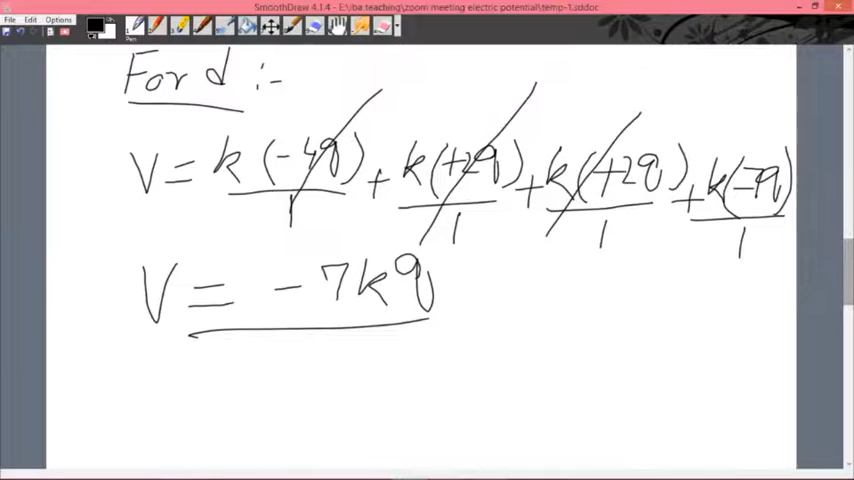 SmoothDraw 4.1.4 - E:\ba teaching\zoom meeting electric potential\temp-1.sddoc
File Edit Options
Pen
For d :-
V = k(-4q)/1 + k(+2q)/1 + k(+2q)/1 + k(-7q)/1
V = -7kq